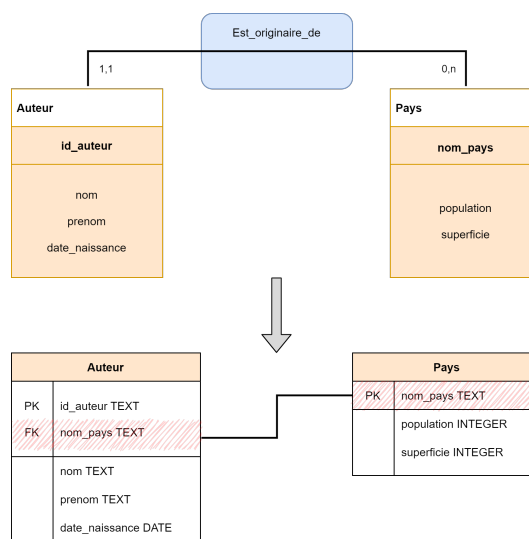 Est_originaire_de
1,1
0,n
Auteur
id_auteur
nom
prenom
date_naissance
Pays
nom_pays
population
superficie
Auteur
PK id_auteur TEXT
FK nom_pays TEXT
nom TEXT
prenom TEXT
date_naissance DATE
Pays
PK nom_pays TEXT
population INTEGER
superficie INTEGER